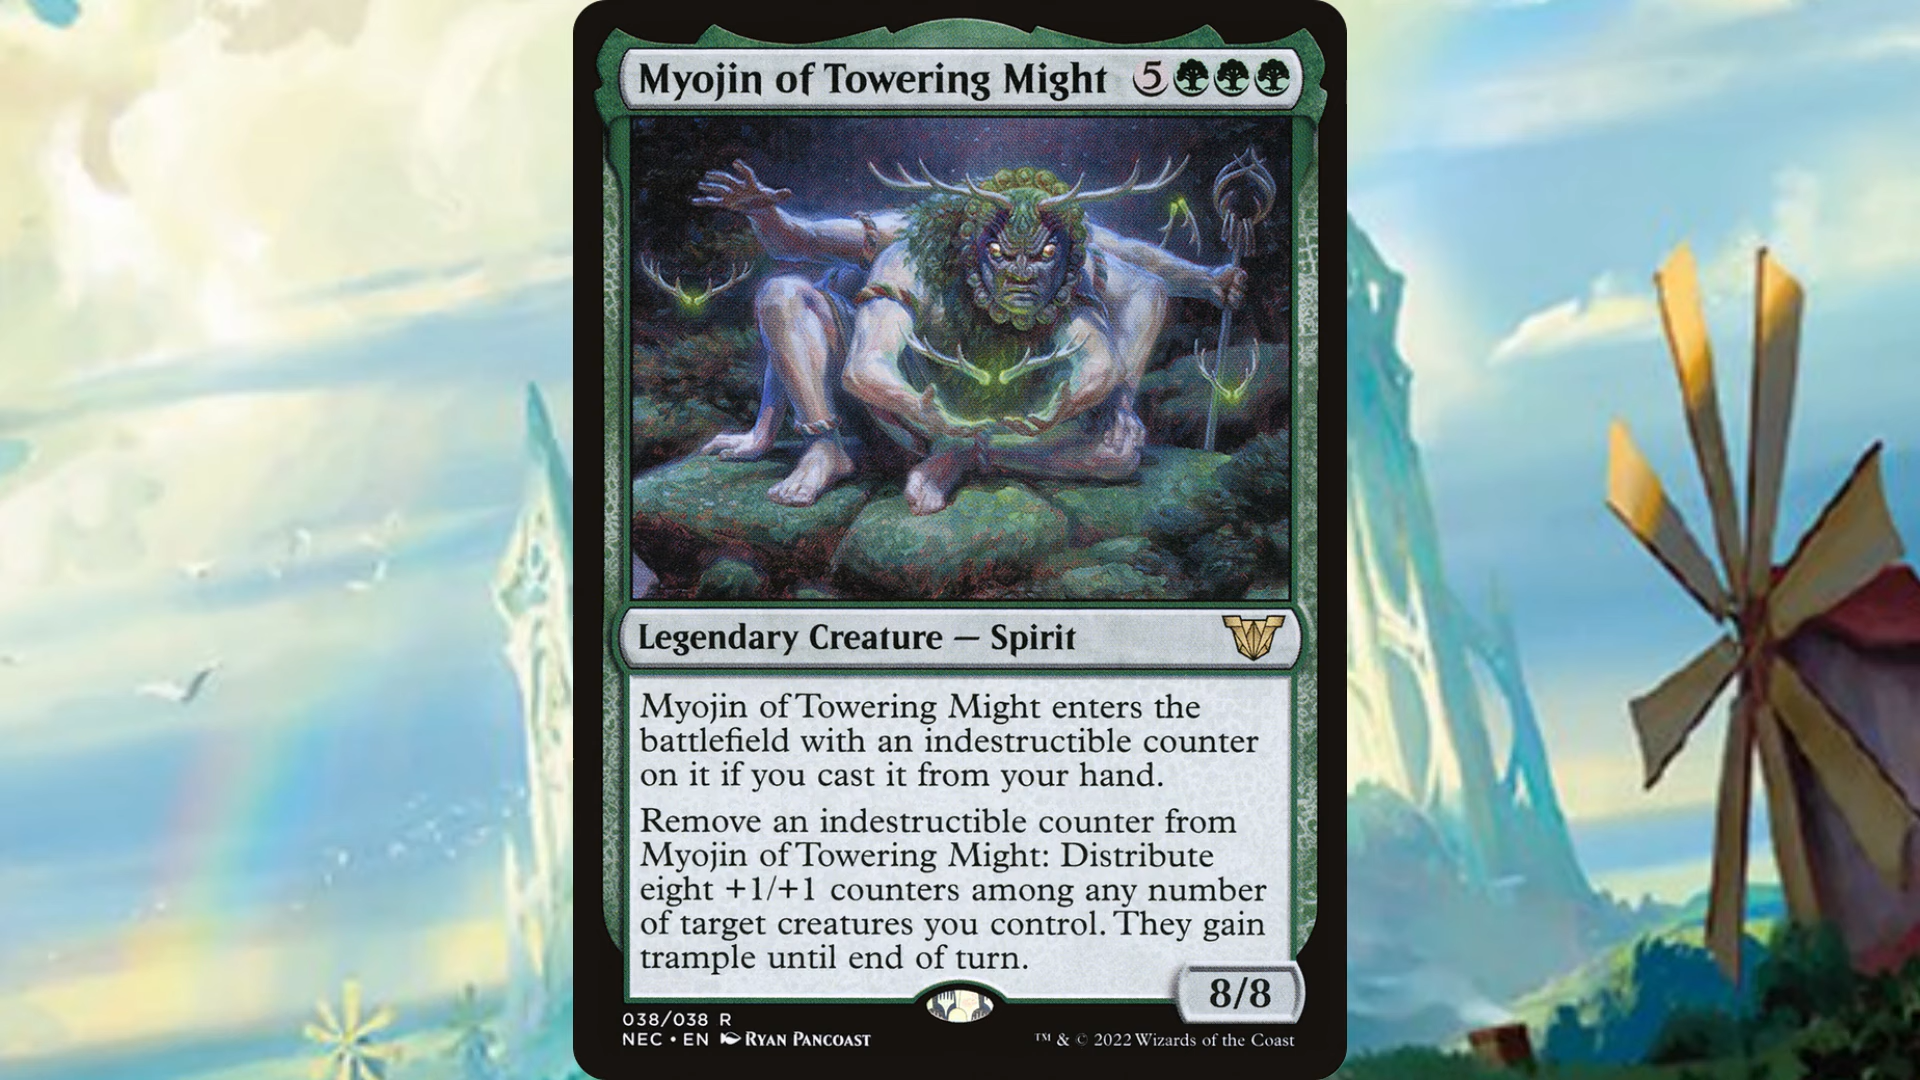 Myojin of Towering Might 5
Legendary Creature — Spirit
Myojin of Towering Might enters the
battlefield with an indestructible counter
on it if you cast it from your hand.
Remove an indestructible counter from
Myojin of Towering Might: Distribute
eight +1/+1 counters among any number
of target creatures you control. They gain
trample until end of turn.
8/8
038/038 R
NEC • EN Ryan Pancoast
™ & © 2022 Wizards of the Coast